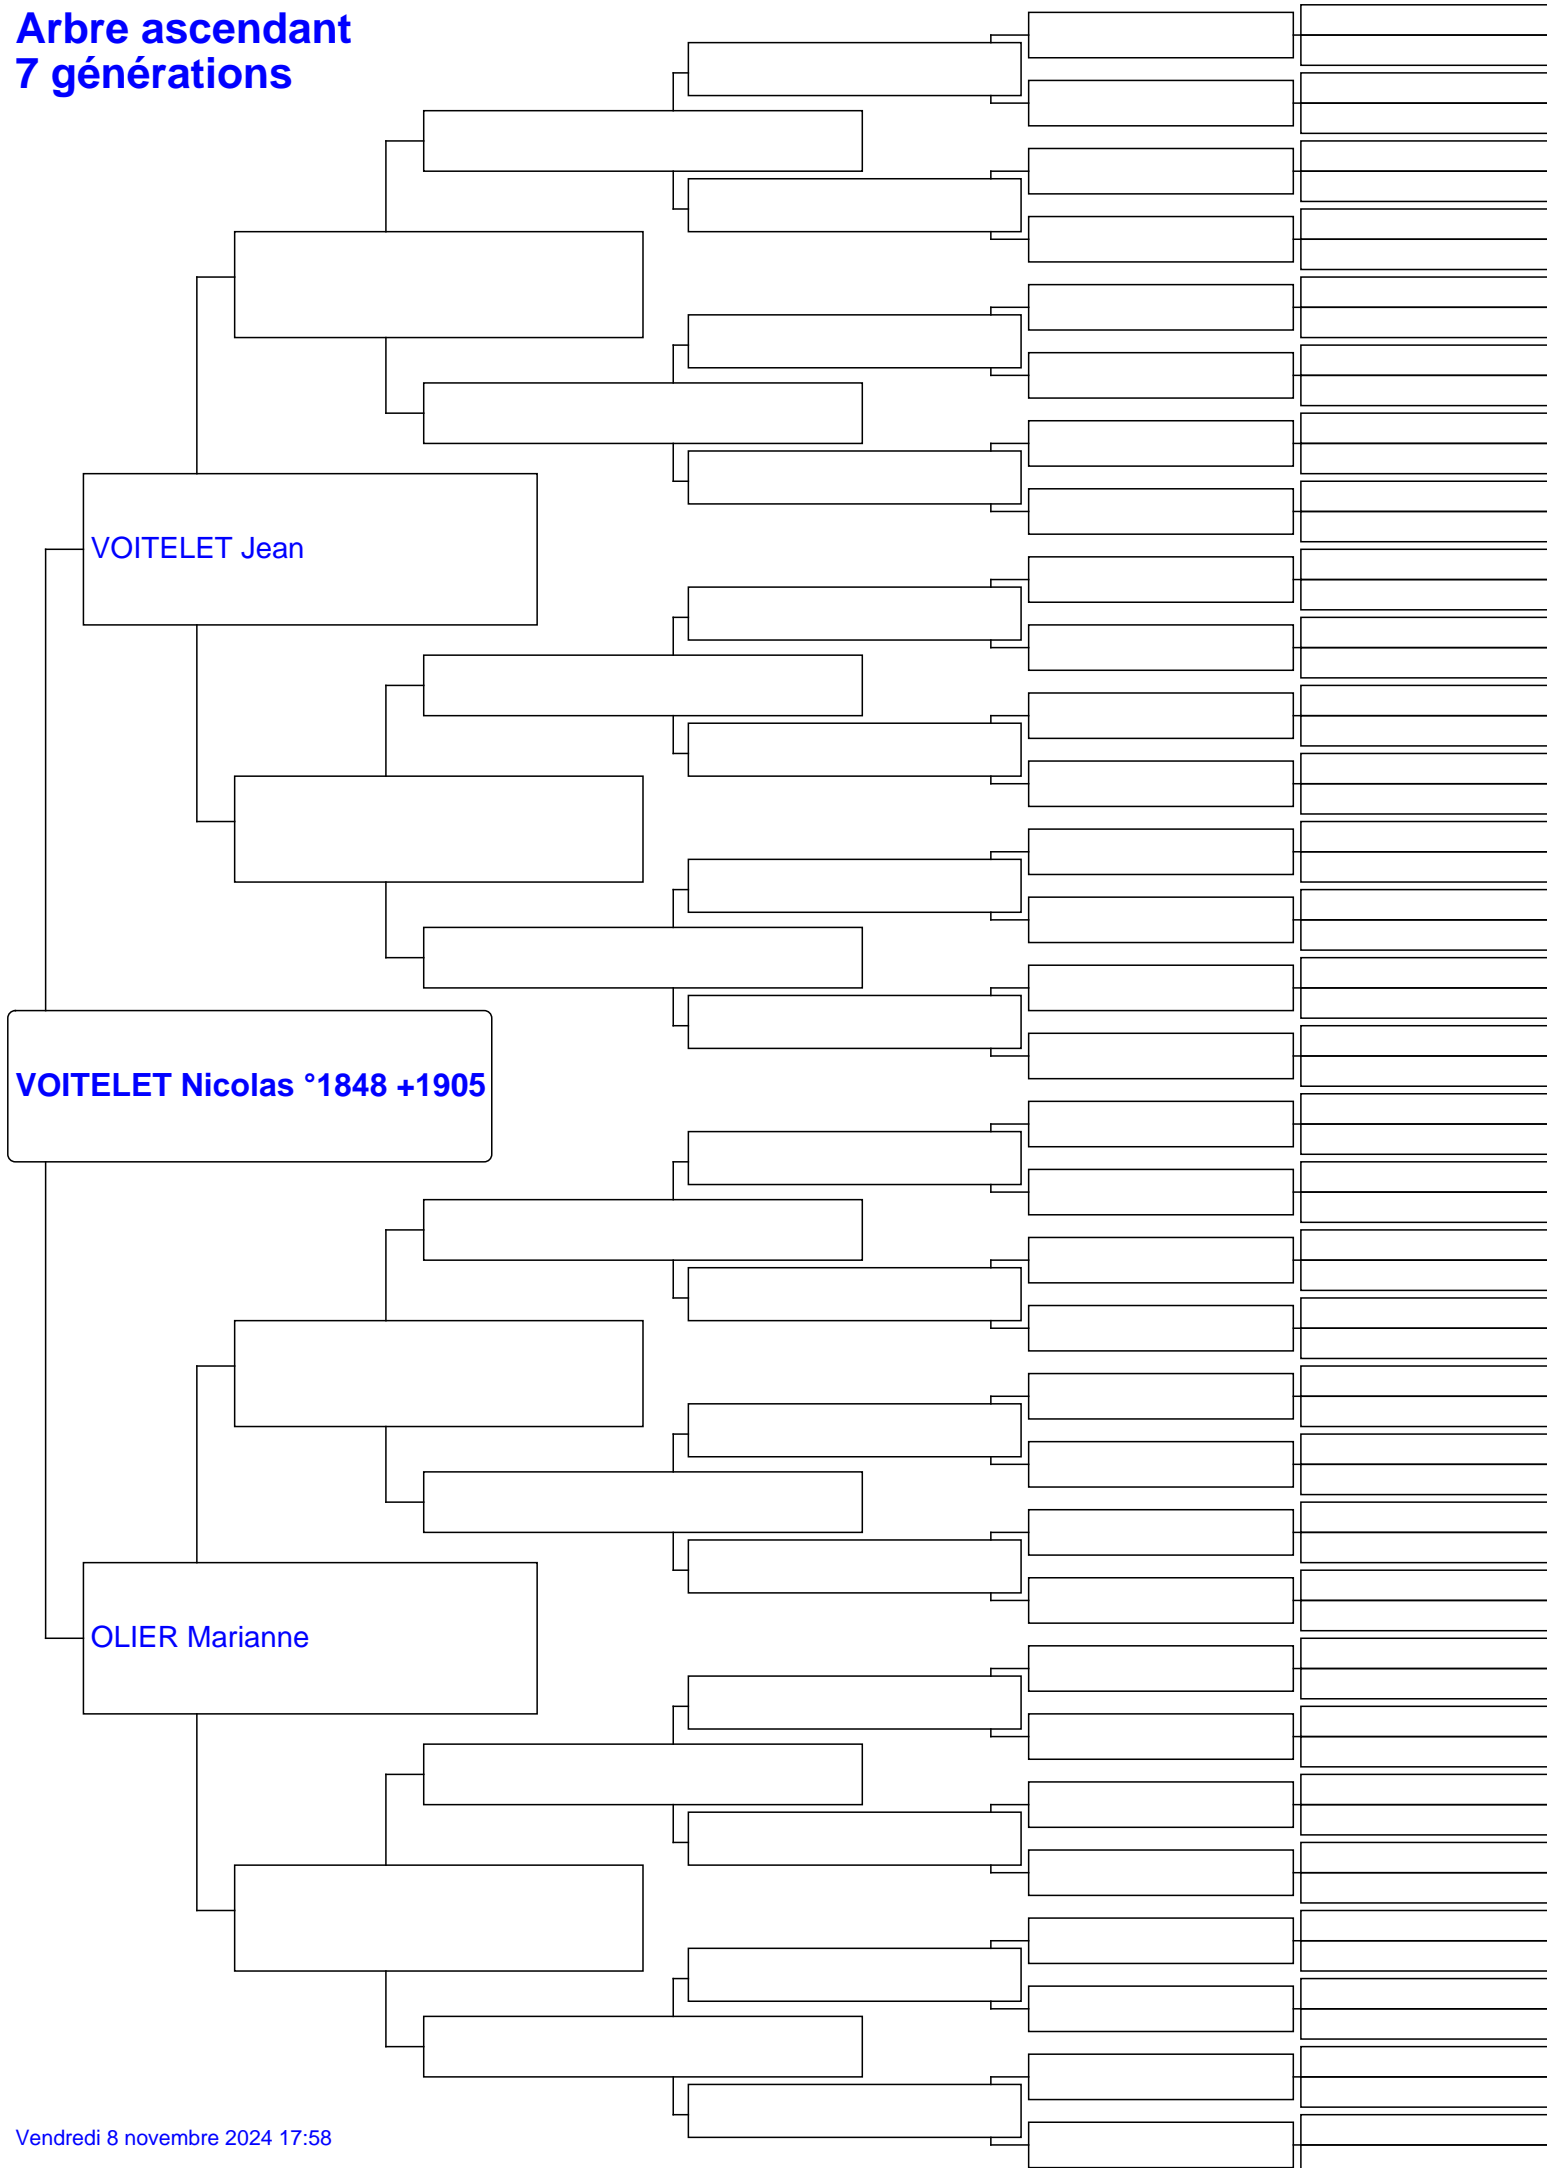 Arbre ascendant
7 générations
VOITELET Jean
VOITELET Nicolas °1848 +1905
OLIER Marianne
Vendredi 8 novembre 2024 17:58